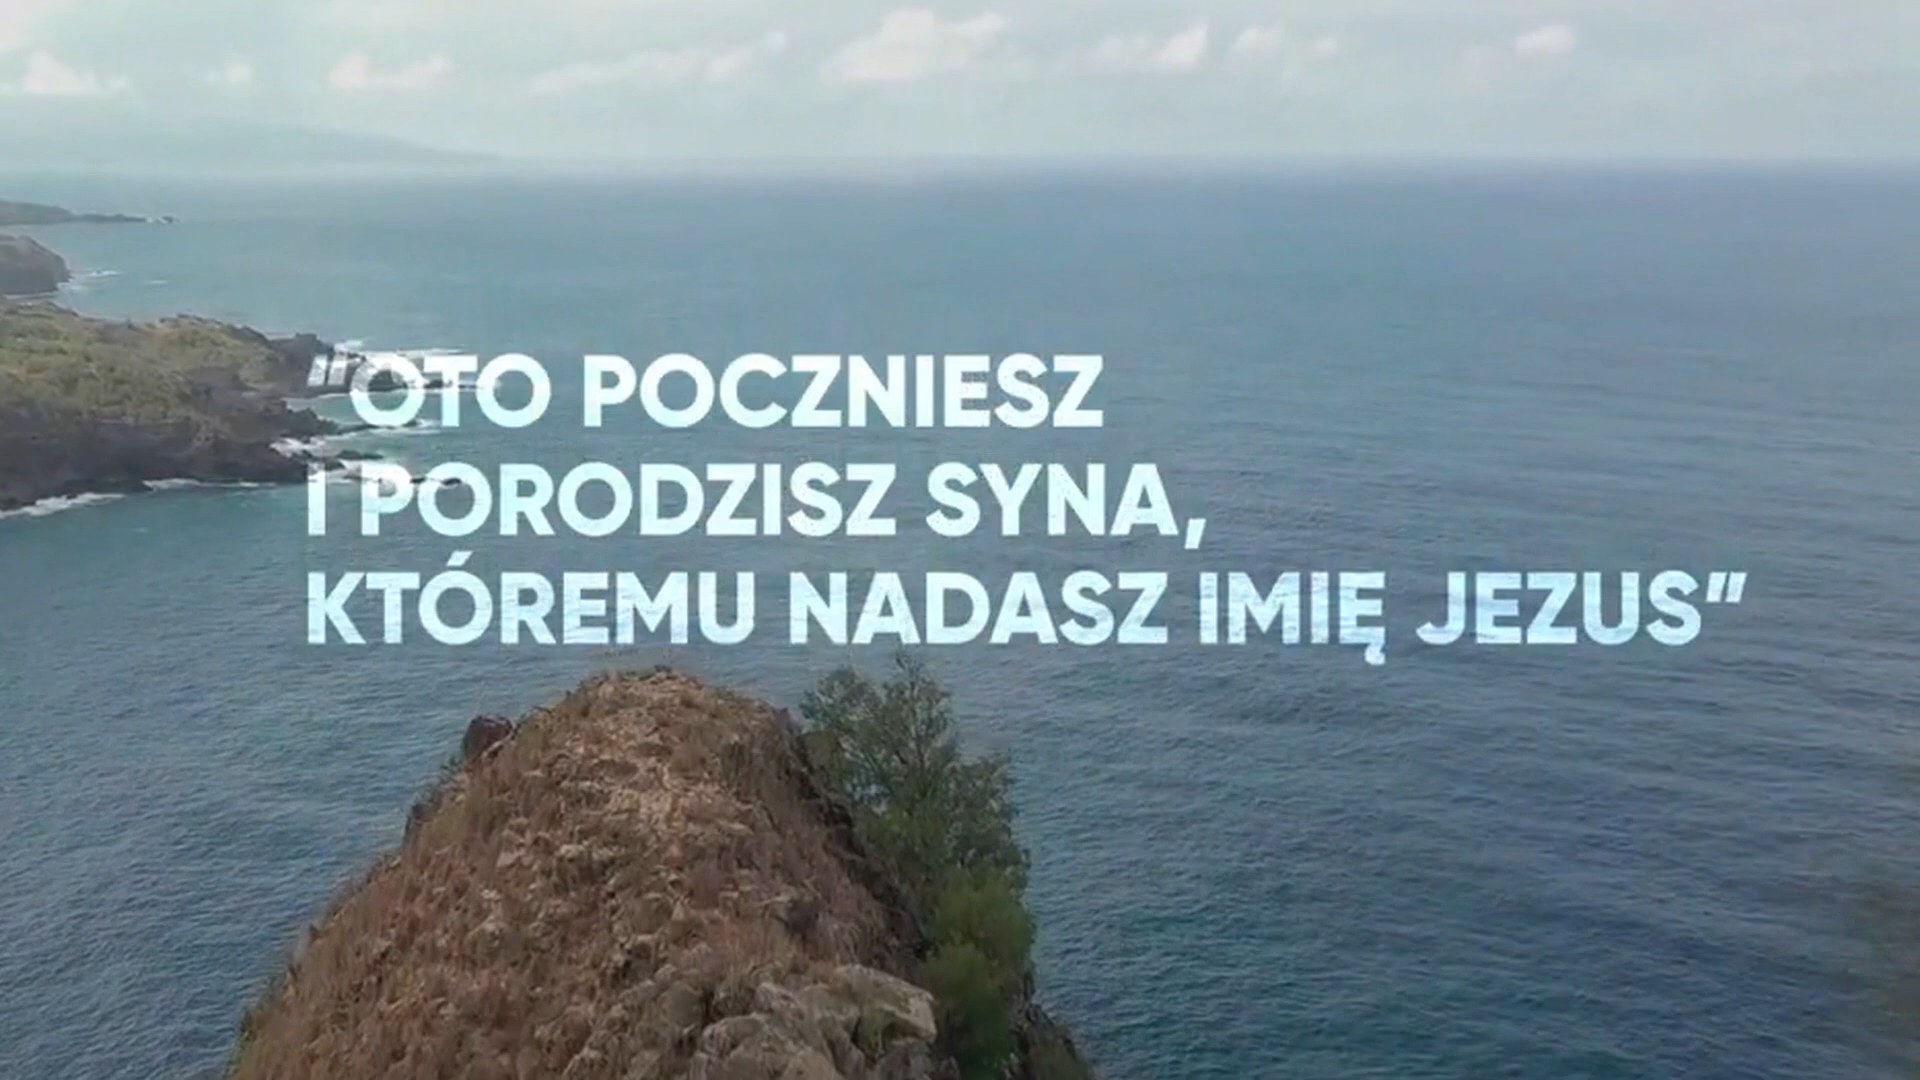 "OTO POCZNIESZ
I PORODZISZ SYNA,
KTÓREMU NADASZ IMIĘ JEZUS"